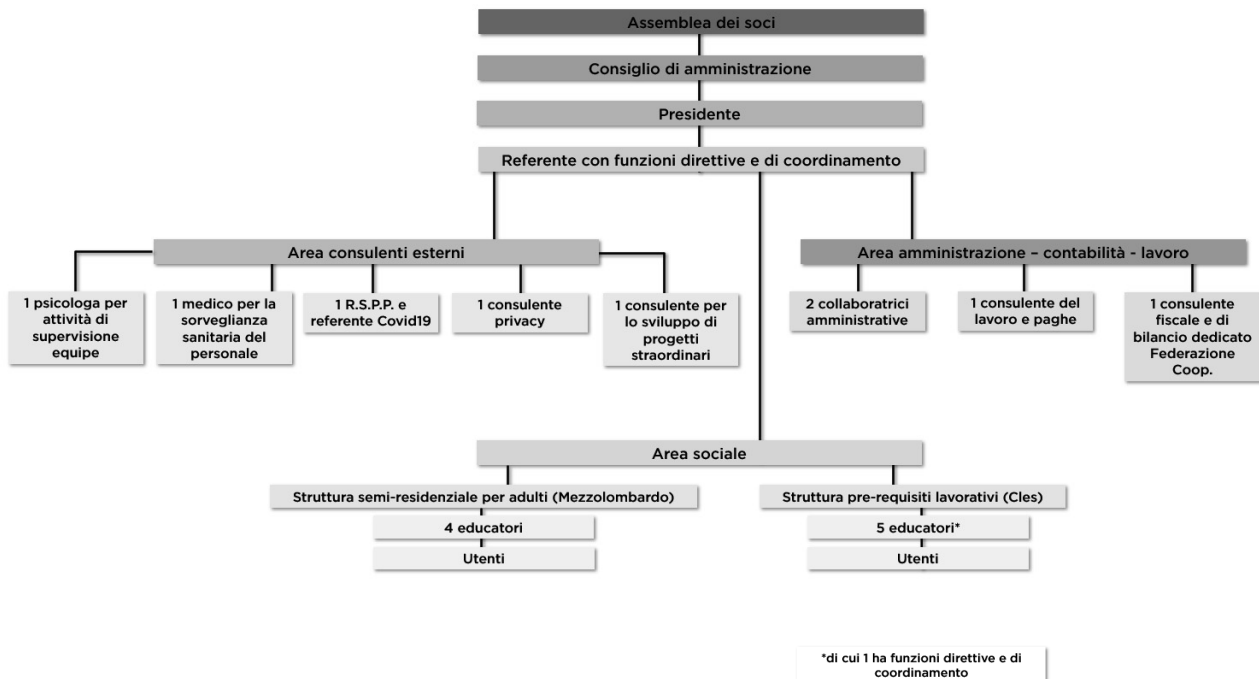 Assemblea dei soci
Consiglio di amministrazione
Presidente
Referente con funzioni direttive e di coordinamento
Area consulenti esterni
1 psicologa per
attività di
supervisione
equipe
1 medico per la
sorveglianza
sanitaria del
personale
1 R.S.P.P. e
referente Covid19
1 consulente
privacy
1 consulente per
lo sviluppo di
progetti
straordinari
Area amministrazione – contabilità - lavoro
2 collaboratrici
amministrative
1 consulente del
lavoro e paghe
1 consulente
fiscale e di
bilancio dedicato
Federazione
Coop.
Area sociale
Struttura semi-residenziale per adulti (Mezzolombardo)
4 educatori
Utenti
Struttura pre-requisiti lavorativi (Cles)
5 educatori*
Utenti
*di cui 1 ha funzioni direttive e di
coordinamento